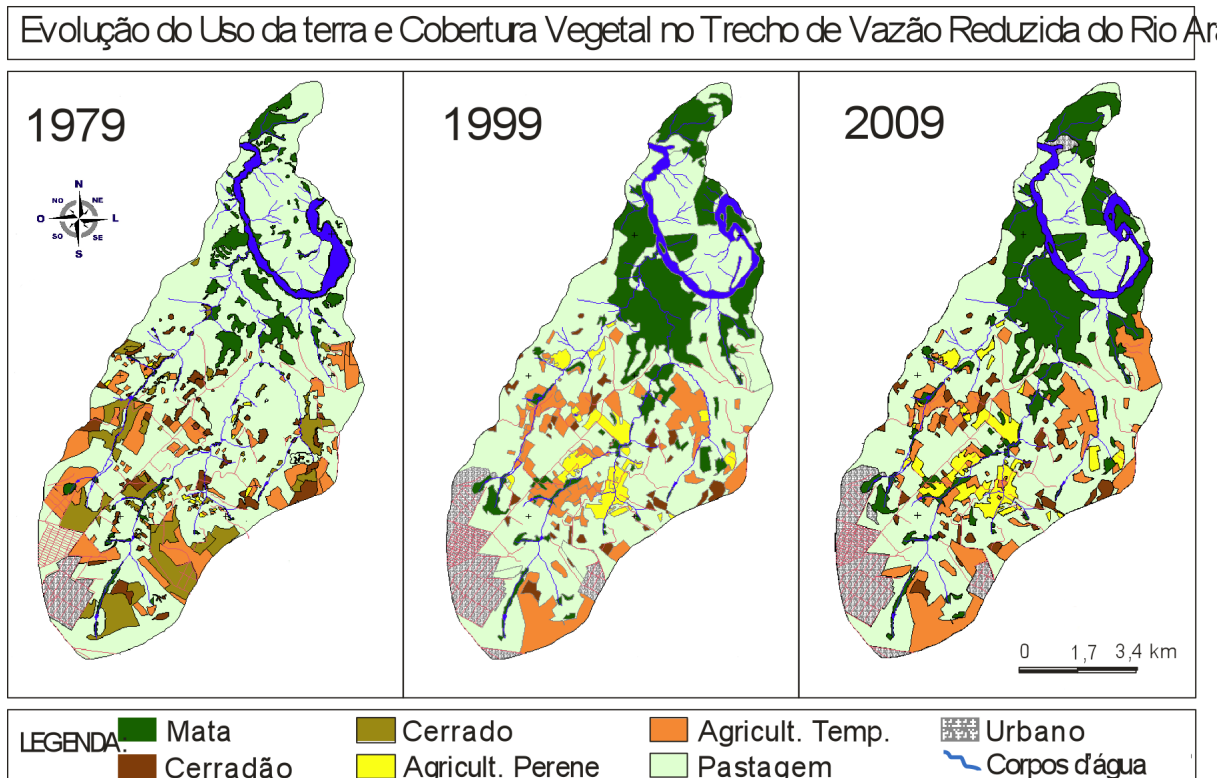 Evolução do Uso da terra e Cobertura Vegetal no Trecho de Vazão Reduzida do Rio Ara
1979
1999
2009
N
NO NE
O L
SO SE
S
0 1,7 3,4 km
LEGENDA:
Mata
Cerrado
Agricult. Temp.
Urbano
Cerradão
Agricult. Perene
Pastagem
Corpos d'água